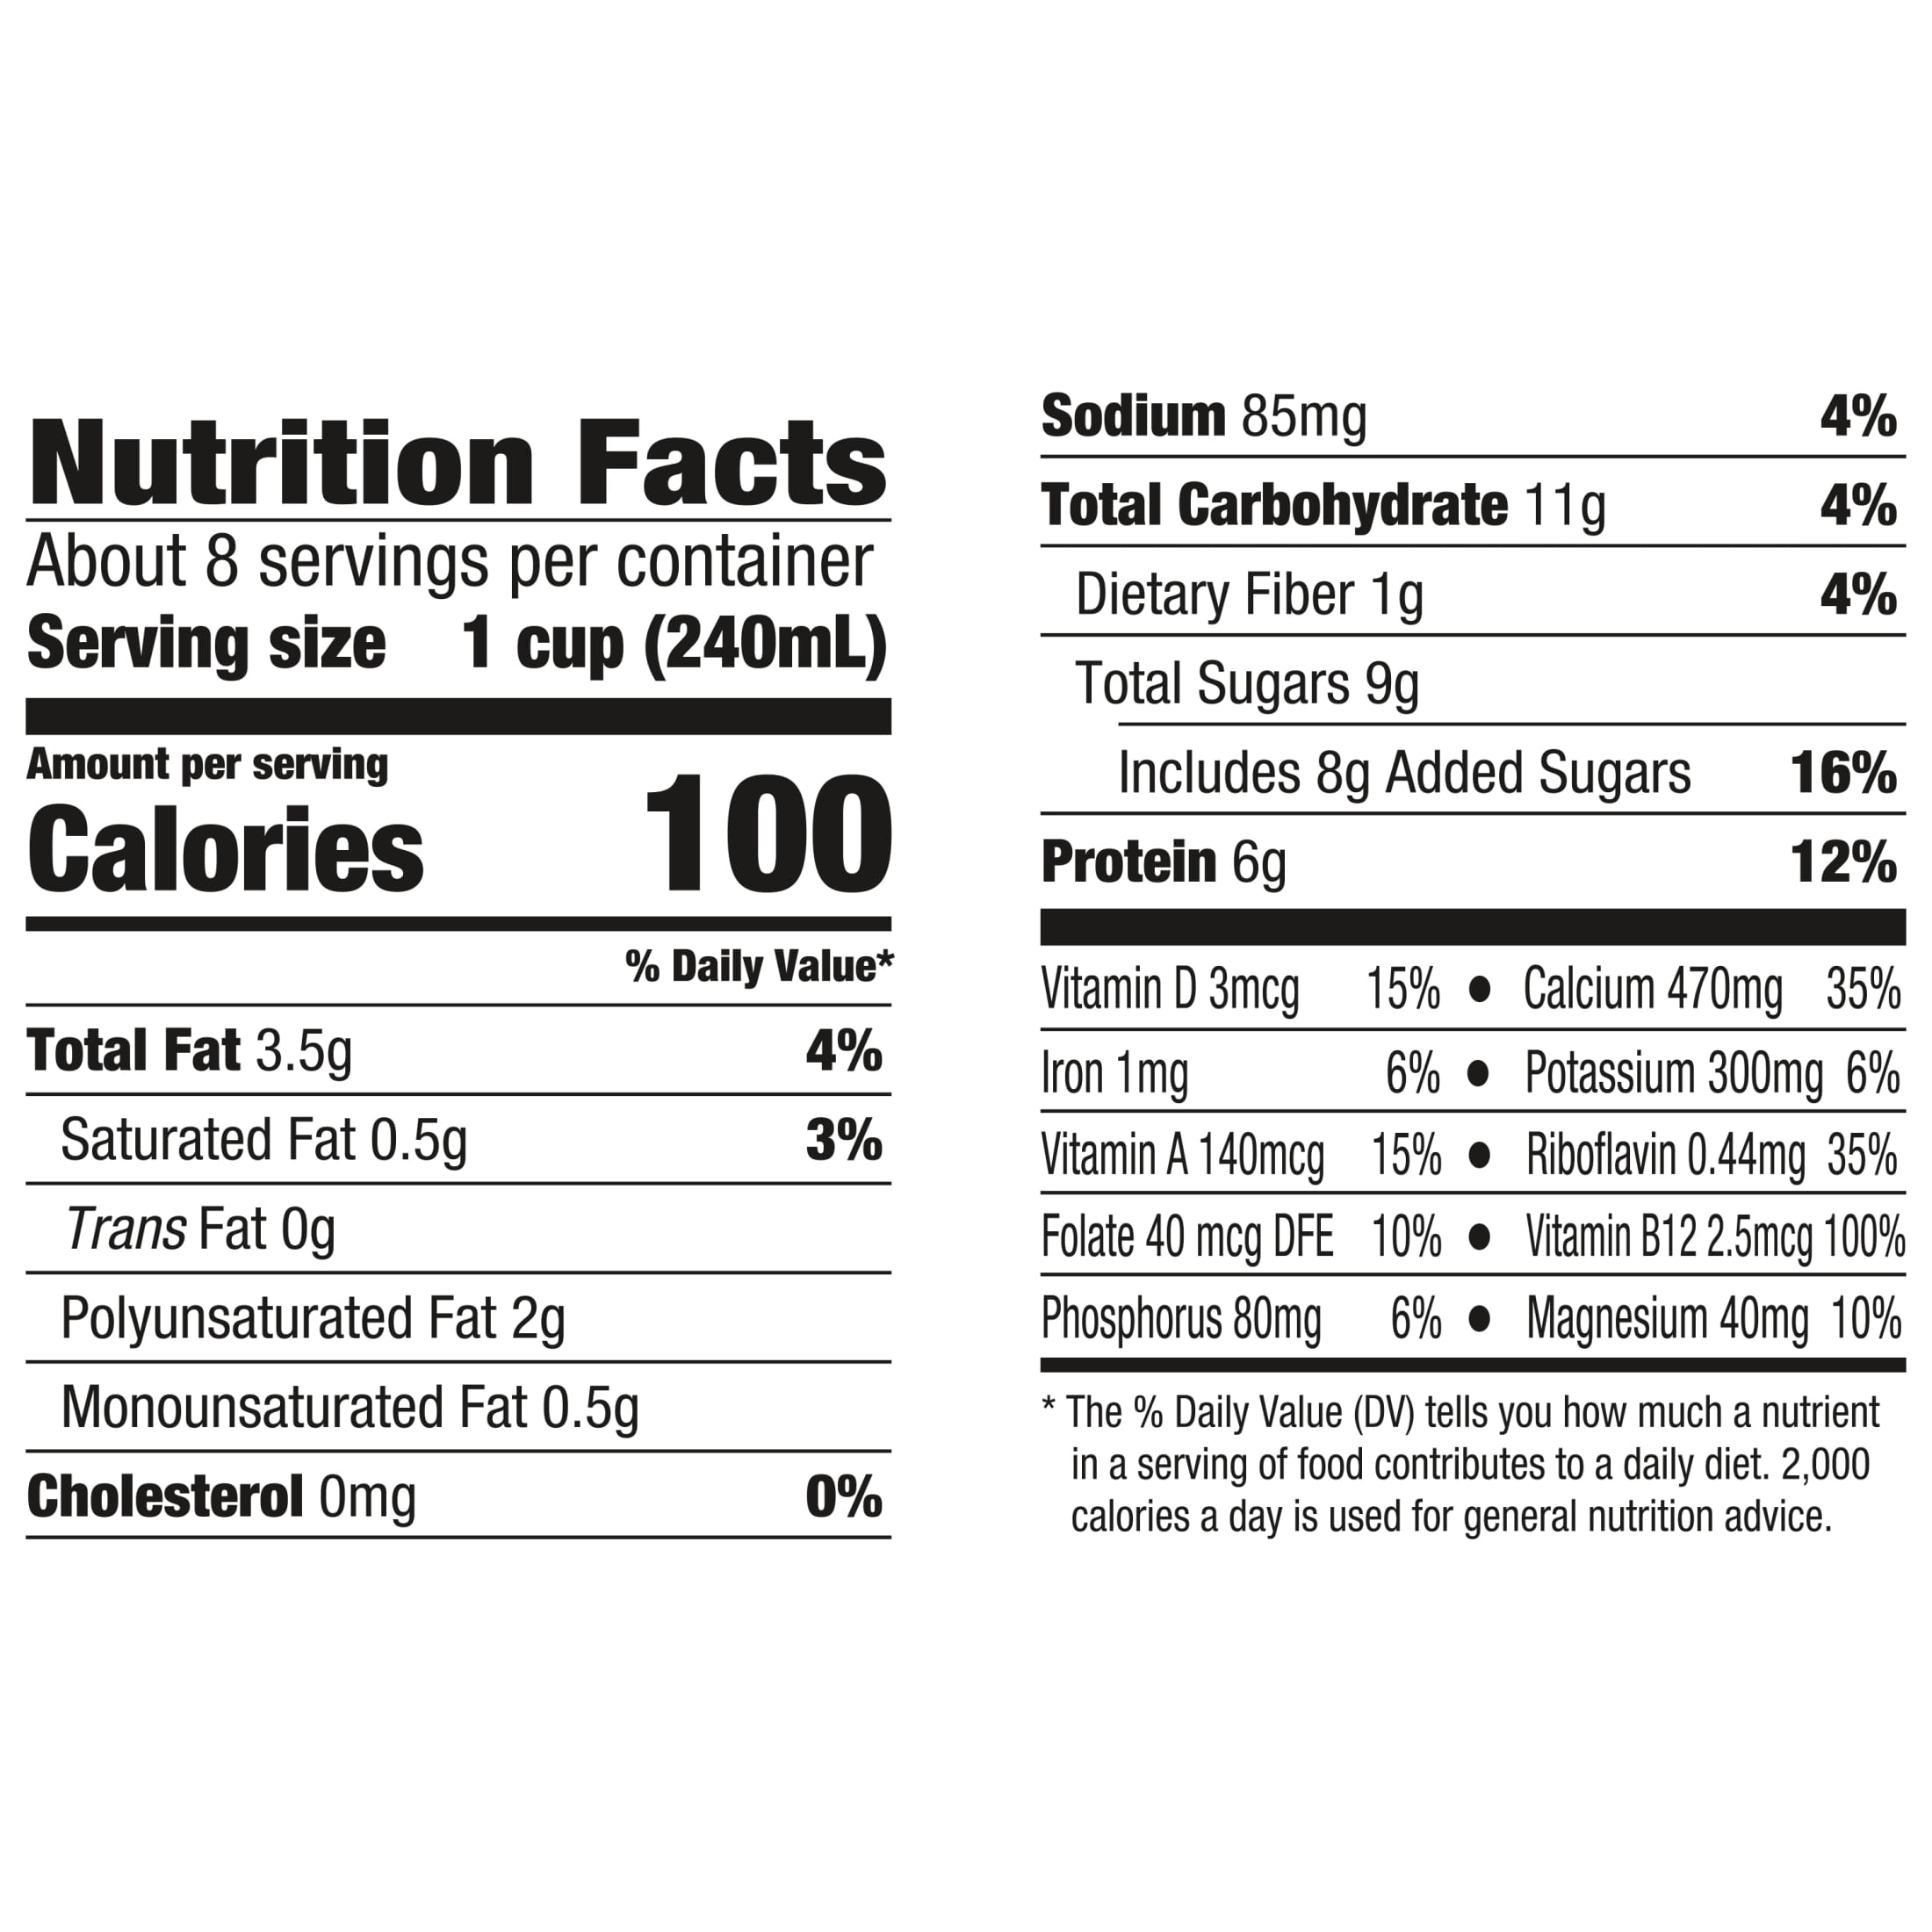 Nutrition Facts
About 8 servings per container
Serving size 1 cup (240mL)
Amount per serving
Calories 100
% Daily Value*
Total Fat 3.5g 4%
Saturated Fat 0.5g 3%
Trans Fat 0g
Polyunsaturated Fat 2g
Monounsaturated Fat 0.5g
Cholesterol 0mg 0%
Sodium 85mg 4%
Total Carbohydrate 11g 4%
Dietary Fiber 1g 4%
Total Sugars 9g
Includes 8g Added Sugars 16%
Protein 6g 12%
Vitamin D 3mcg 15% ● Calcium 470mg 35%
Iron 1mg 6% ● Potassium 300mg 6%
Vitamin A 140mcg 15% ● Riboflavin 0.44mg 35%
Folate 40 mcg DFE 10% ● Vitamin B12 2.5mcg 100%
Phosphorus 80mg 6% ● Magnesium 40mg 10%
* The % Daily Value (DV) tells you how much a nutrient
in a serving of food contributes to a daily diet. 2,000
calories a day is used for general nutrition advice.